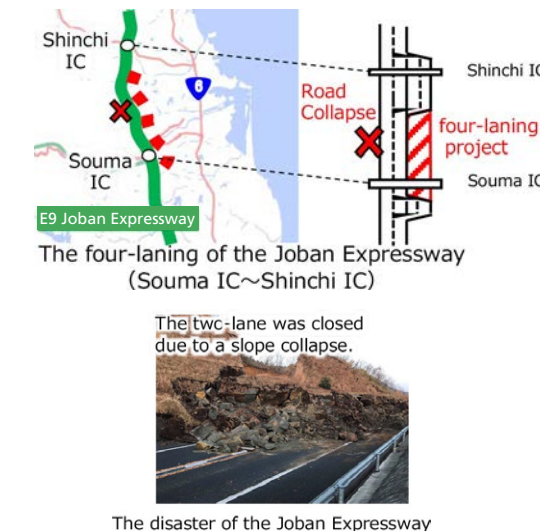 Shinchi
IC
6
Souma
IC
E9 Joban Expressway
Road
Collapse
Shinchi IC
four-laning
project
Souma IC
The four-laning of the Joban Expressway
(Souma IC～Shinchi IC)
The two-lane was closed
due to a slope collapse.
The disaster of the Joban Expressway